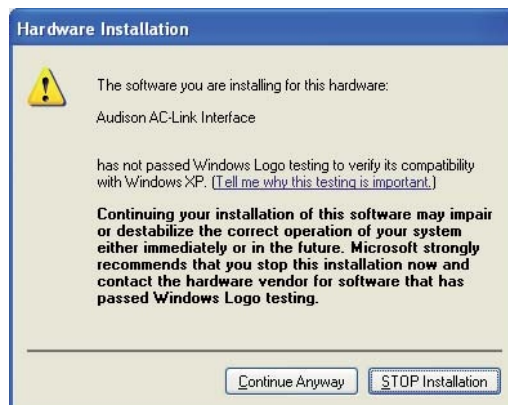 Hardware Installation
The software you are installing for this hardware:
Audison AC-Link Interface
has not passed Windows Logo testing to verify its compatibility
with Windows XP. (Tell me why this testing is important.)
Continuing your installation of this software may impair
or destabilize the correct operation of your system
either immediately or in the future. Microsoft strongly
recommends that you stop this installation now and
contact the hardware vendor for software that has
passed Windows Logo testing.
Continue Anyway
STOP Installation